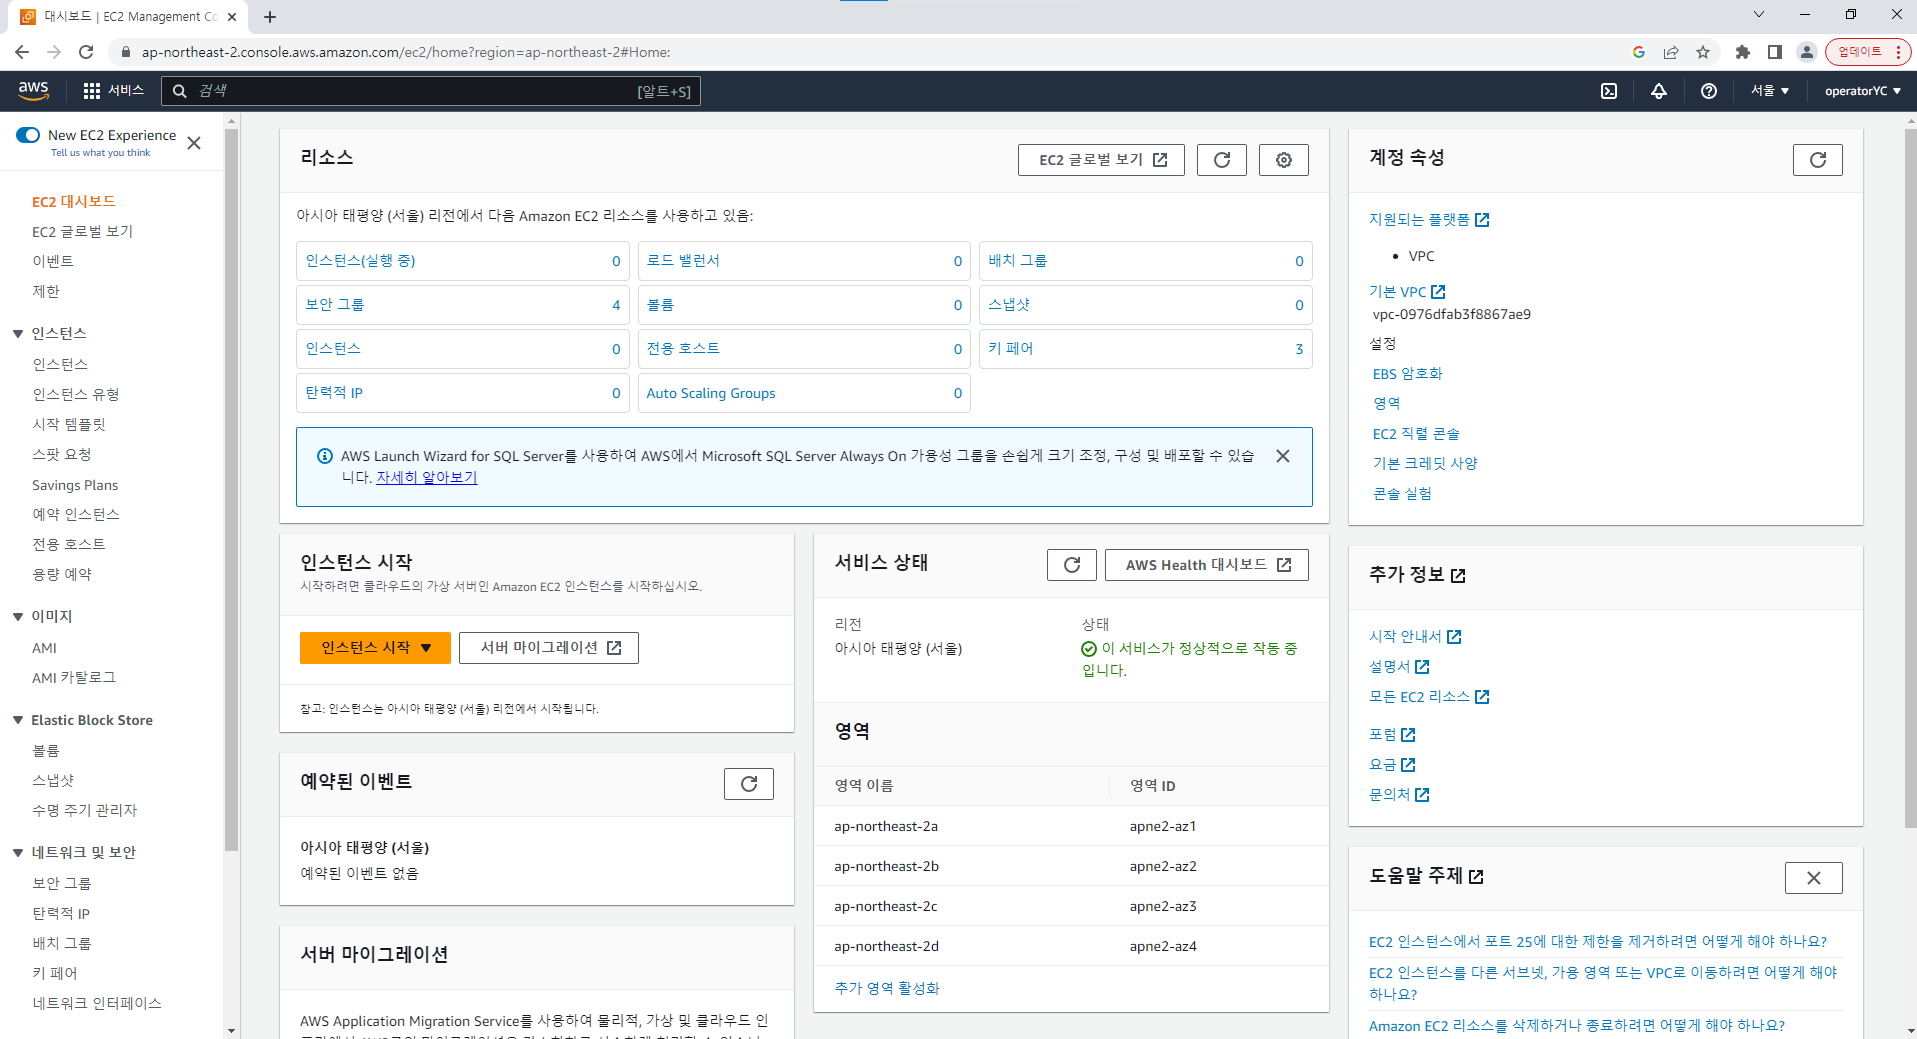 대시보드 | EC2 Management Co
ap-northeast-2.console.aws.amazon.com/ec2/home?region=ap-northeast-2#Home:
업데이트
aws
서비스
검색
[알트+S]
서울
operatorYC
New EC2 Experience
Tell us what you think
EC2 대시보드
EC2 글로벌 보기
이벤트
제한
인스턴스
인스턴스
인스턴스 유형
시작 템플릿
스팟 요청
Savings Plans
예약 인스턴스
전용 호스트
용량 예약
이미지
AMI
AMI 카탈로그
Elastic Block Store
볼륨
스냅샷
수명 주기 관리자
네트워크 및 보안
보안 그룹
탄력적 IP
배치 그룹
키 페어
네트워크 인터페이스
리소스
EC2 글로벌 보기
아시아 태평양 (서울) 리전에서 다음 Amazon EC2 리소스를 사용하고 있음:
인스턴스(실행 중) 0
로드 밸런서 0
배치 그룹 0
보안 그룹 4
볼륨 0
스냅샷 0
인스턴스 0
전용 호스트 0
키 페어 3
탄력적 IP 0
Auto Scaling Groups 0
AWS Launch Wizard for SQL Server를 사용하여 AWS에서 Microsoft SQL Server Always On 가용성 그룹을 손쉽게 크기 조정, 구성 및 배포할 수 있습
니다. 자세히 알아보기
인스턴스 시작
시작하려면 클라우드의 가상 서버인 Amazon EC2 인스턴스를 시작하십시오.
인스턴스 시작
서버 마이그레이션
참고: 인스턴스는 아시아 태평양 (서울) 리전에서 시작됩니다.
예약된 이벤트
아시아 태평양 (서울)
예약된 이벤트 없음
서버 마이그레이션
AWS Application Migration Service를 사용하여 물리적, 가상 및 클라우드 인
서비스 상태
AWS Health 대시보드
리전
아시아 태평양 (서울)
상태
이 서비스가 정상적으로 작동 중
입니다.
영역
영역 이름 영역 ID
ap-northeast-2a apne2-az1
ap-northeast-2b apne2-az2
ap-northeast-2c apne2-az3
ap-northeast-2d apne2-az4
추가 영역 활성화
계정 속성
지원되는 플랫폼
VPC
기본 VPC
vpc-0976dfab3f8867ae9
설정
EBS 암호화
영역
EC2 직렬 콘솔
기본 크레딧 사양
콘솔 실험
추가 정보
시작 안내서
설명서
모든 EC2 리소스
포럼
요금
문의처
도움말 주제
EC2 인스턴스에서 포트 25에 대한 제한을 제거하려면 어떻게 해야 하나요?
EC2 인스턴스를 다른 서브넷, 가용 영역 또는 VPC로 이동하려면 어떻게 해야
하나요?
Amazon EC2 리소스를 삭제하거나 종료하려면 어떻게 해야 하나요?